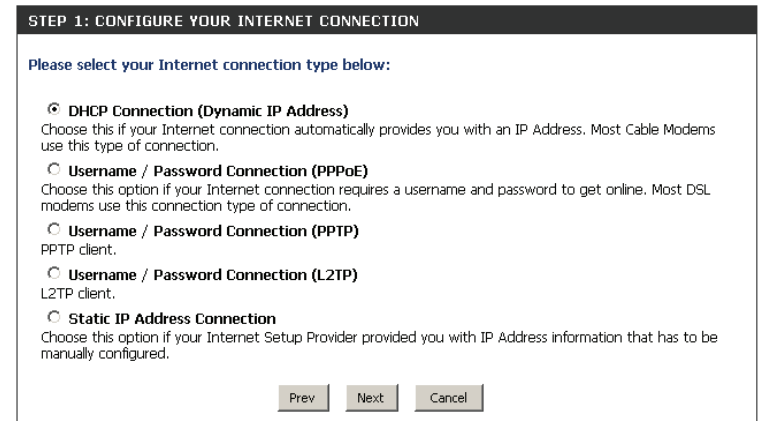 STEP 1: CONFIGURE YOUR INTERNET CONNECTION
Please select your Internet connection type below:
DHCP Connection (Dynamic IP Address)
Choose this if your Internet connection automatically provides you with an IP Address. Most Cable Modems
use this type of connection.
Username / Password Connection (PPPoE)
Choose this option if your Internet connection requires a username and password to get online. Most DSL
modems use this connection type of connection.
Username / Password Connection (PPTP)
PPTP client.
Username / Password Connection (L2TP)
L2TP client.
Static IP Address Connection
Choose this option if your Internet Setup Provider provided you with IP Address information that has to be
manually configured.
Prev Next Cancel